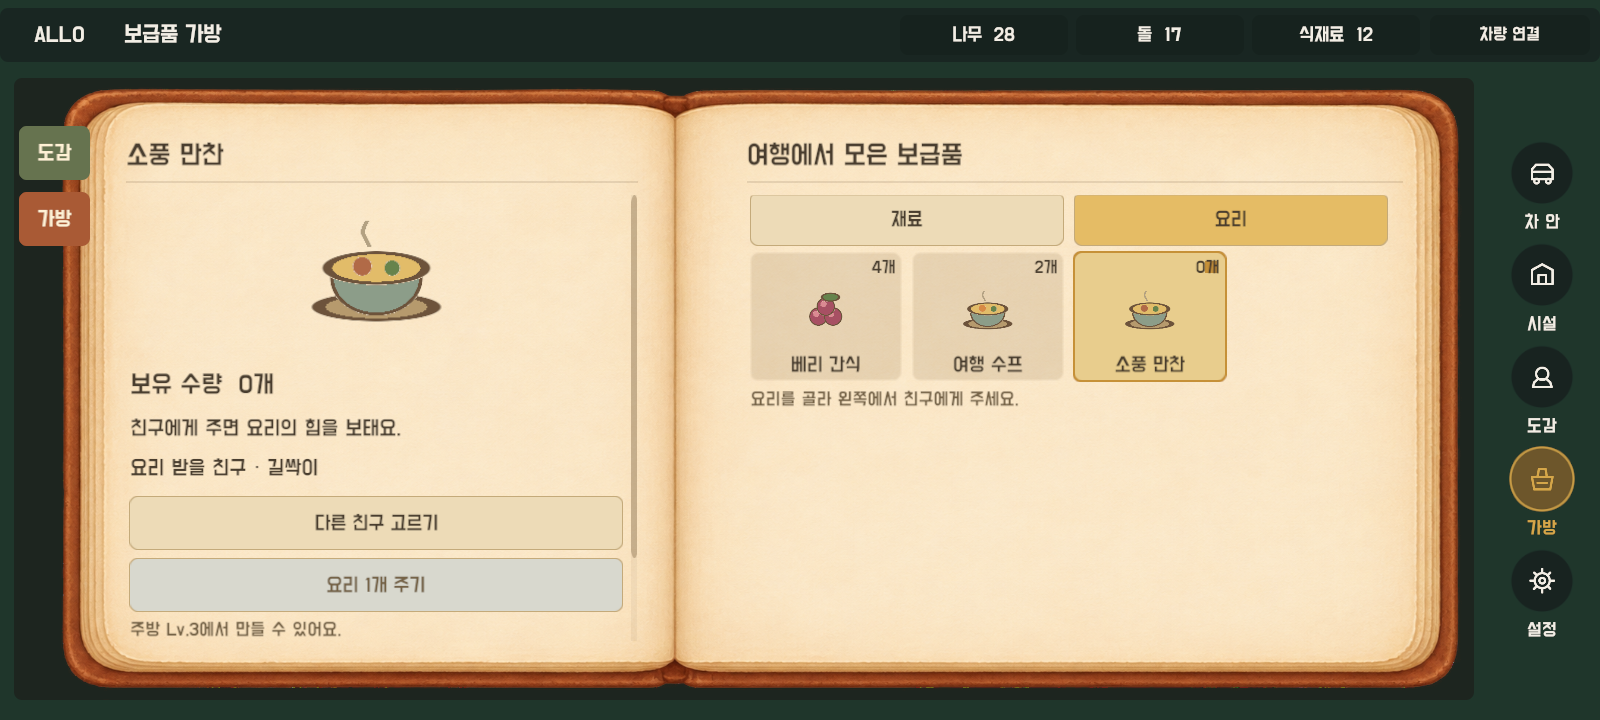 ALLO 보급품 가방 나무 28 돌 17 식재료 12 차량 연결
도감
가방
소풍 만찬
보유 수량 0개
친구에게 주면 요리의 힘을 보태요.
요리 받을 친구 · 길싹이
다른 친구 고르기
요리 1개 주기
주방 Lv.3에서 만들 수 있어요.
여행에서 모은 보급품
재료 요리
4개 2개 0개
베리 간식 여행 수프 소풍 만찬
요리를 골라 왼쪽에서 친구에게 주세요.
차 안
시설
도감
가방
설정